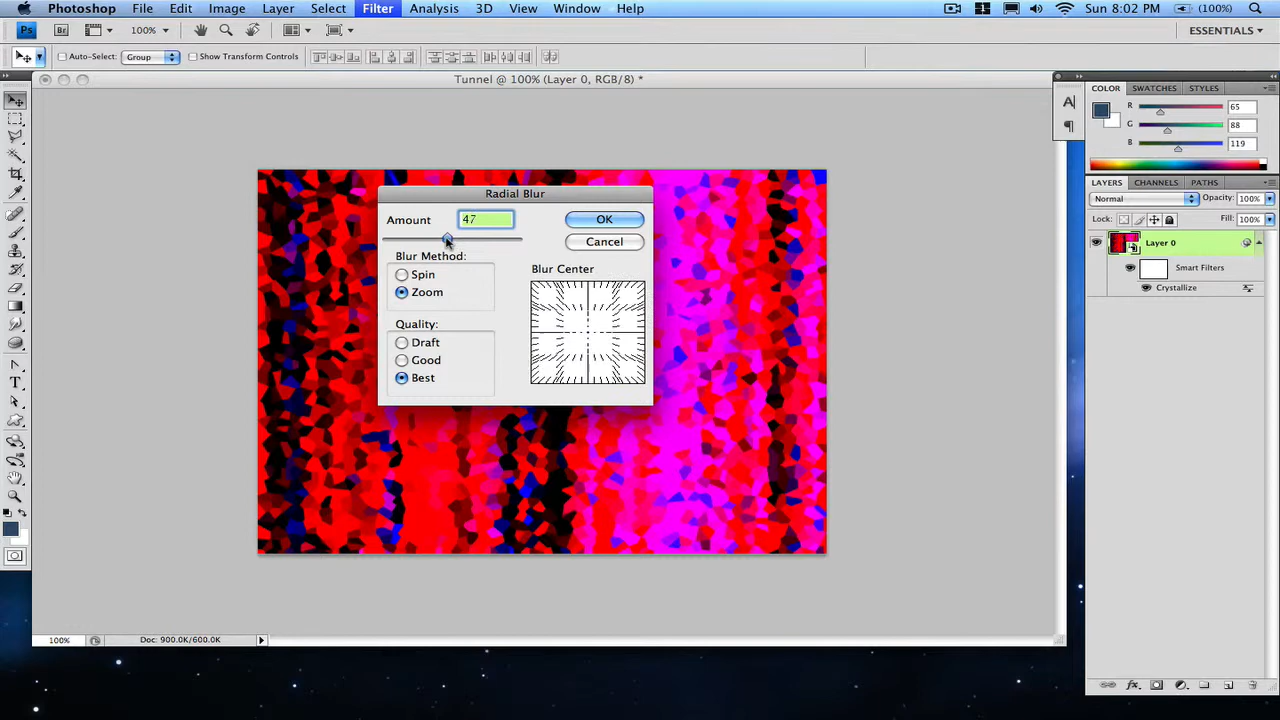 Photoshop File Edit Image Layer Select Filter Analysis 3D View Window Help Sun 8:02 PM (100%)
Ps Br 100% ESSENTIALS
Auto-Select: Group Show Transform Controls
Tunnel @ 100% (Layer 0, RGB/8) *
COLOR SWATCHES STYLES
R 65
G 88
B 119
LAYERS CHANNELS PATHS
Normal Opacity: 100%
Lock: Fill: 100%
Layer 0
Smart Filters
Crystallize
Radial Blur
Amount 47 OK
Cancel
Blur Method:
Spin
Zoom
Blur Center
Quality:
Draft
Good
Best
100% Doc: 900.0K/600.0K